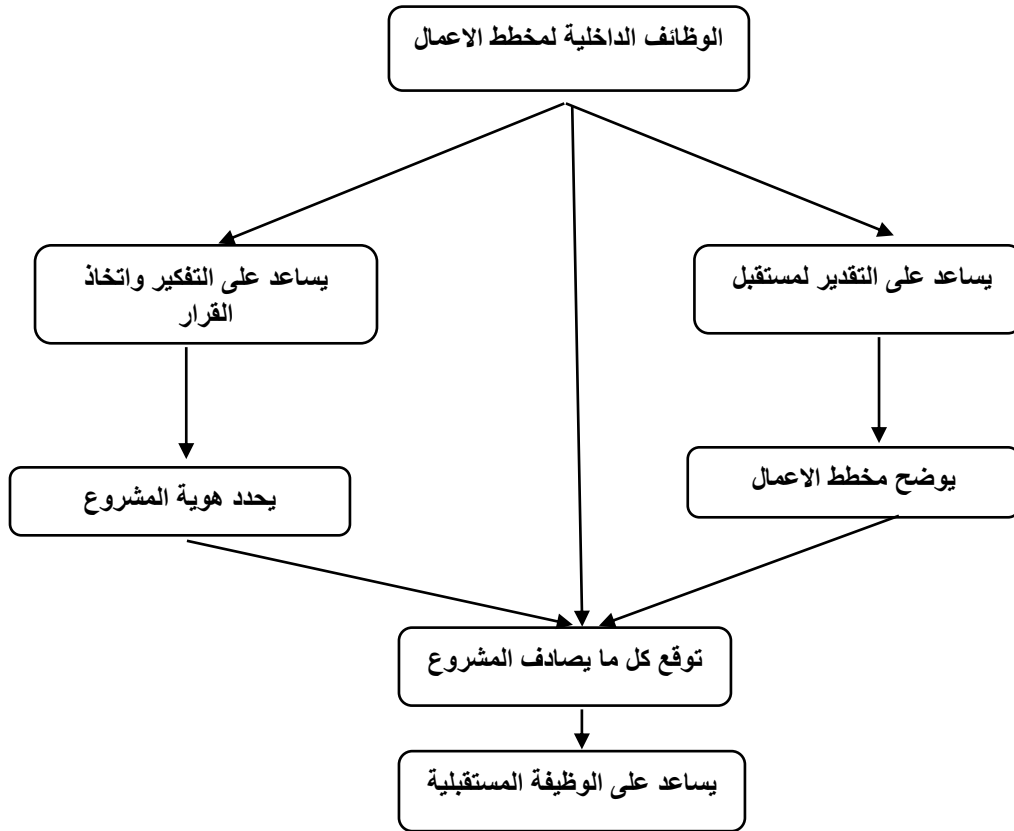 الوظائف الداخلية لمخطط الاعمال
يساعد على التقدير لمستقبل
يساعد على التفكير واتخاذ
القرار
يوضح مخطط الاعمال
يحدد هوية المشروع
توقع كل ما يصادف المشروع
يساعد على الوظيفة المستقبلية